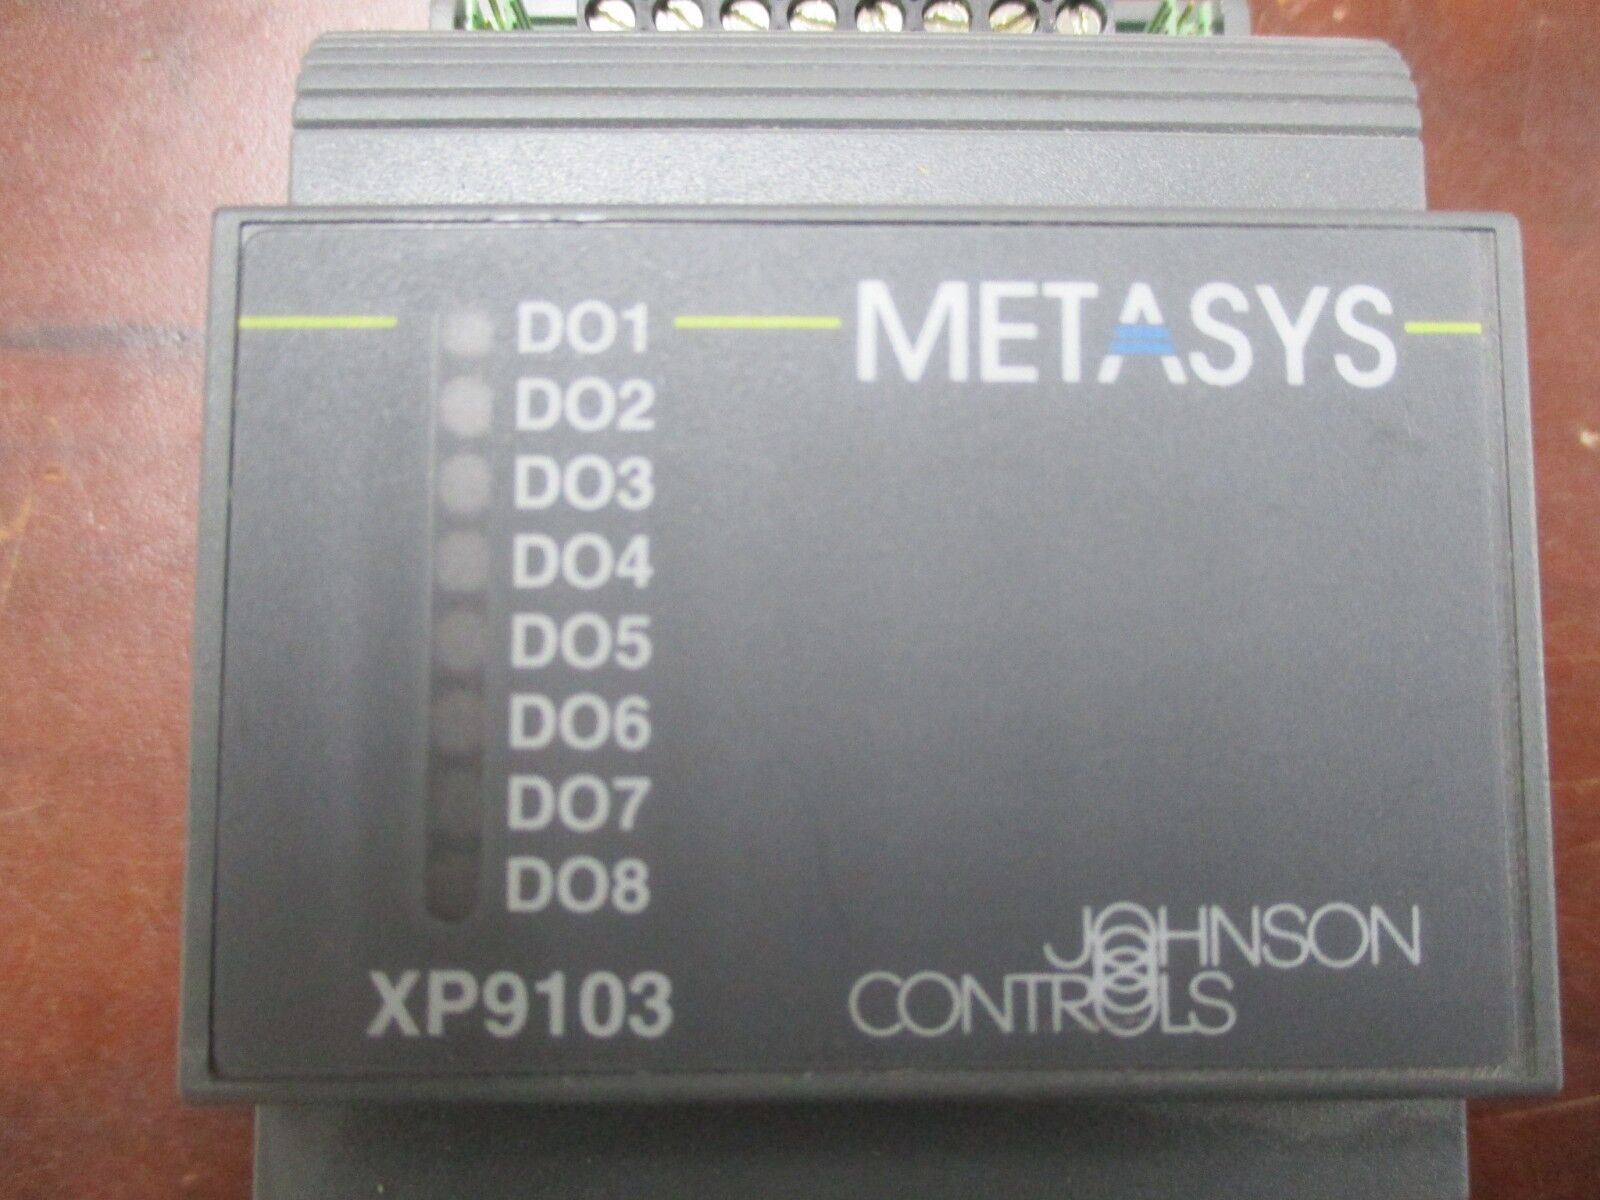 DO1 METASYS
DO2
DO3
DO4
DO5
DO6
DO7
DO8
XP9103
JOHNSON
CONTROLS